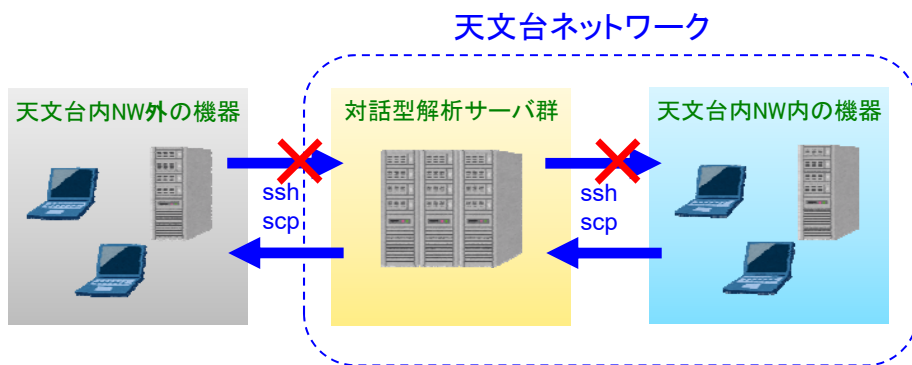 天文台ネットワーク
天文台内NW外の機器
対話型解析サーバ群
天文台内NW内の機器
ssh
scp
ssh
scp